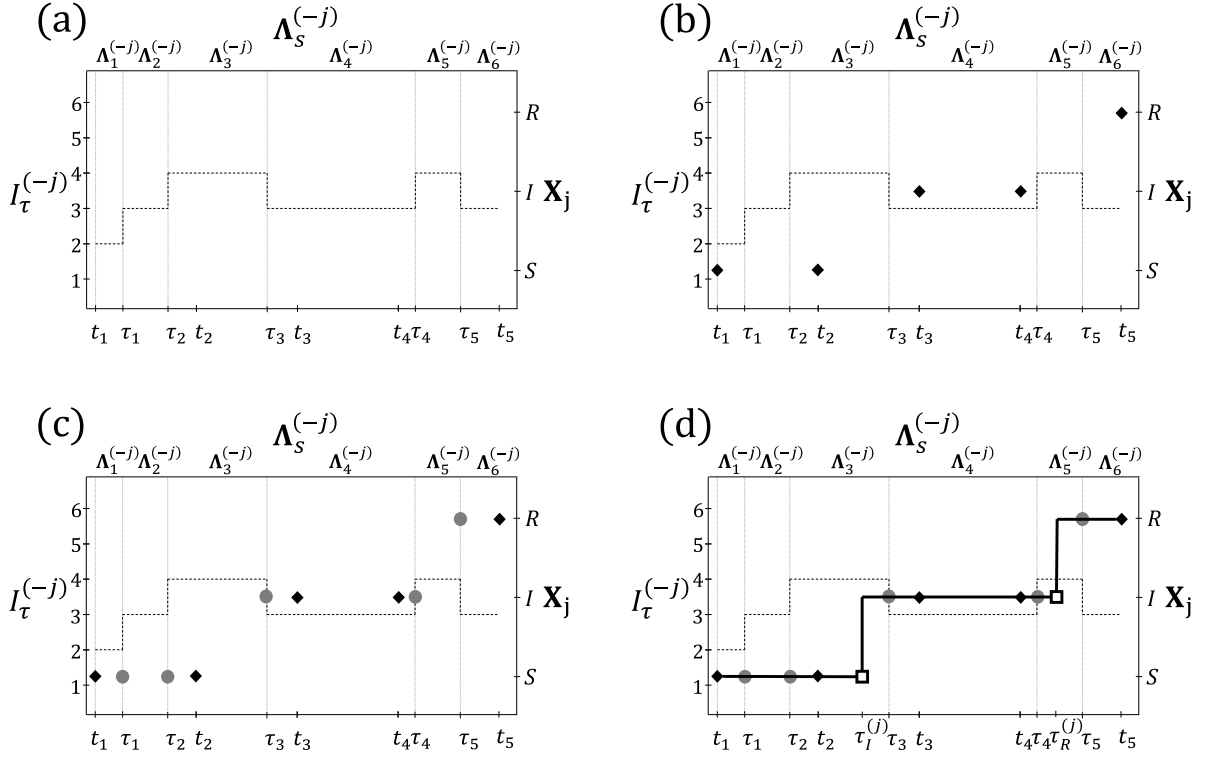 (a) Λ_s^(-j) (b) Λ_s^(-j)
Λ_1^(-j) Λ_2^(-j) Λ_3^(-j) Λ_4^(-j) Λ_5^(-j) Λ_6^(-j) Λ_1^(-j) Λ_2^(-j) Λ_3^(-j) Λ_4^(-j) Λ_5^(-j) Λ_6^(-j)
6 R 6 R
5 5
4 4
I_τ^(-j) I X_j I_τ^(-j) I X_j
3 3
2 2
1 S 1 S
t_1 τ_1 τ_2 t_2 τ_3 t_3 t_4 τ_4 τ_5 t_5 t_1 τ_1 τ_2 t_2 τ_3 t_3 t_4 τ_4 τ_5 t_5
(c) Λ_s^(-j) (d) Λ_s^(-j)
Λ_1^(-j) Λ_2^(-j) Λ_3^(-j) Λ_4^(-j) Λ_5^(-j) Λ_6^(-j) Λ_1^(-j) Λ_2^(-j) Λ_3^(-j) Λ_4^(-j) Λ_5^(-j) Λ_6^(-j)
6 R 6 R
5 5
4 4
I_τ^(-j) I X_j I_τ^(-j) I X_j
3 3
2 2
1 S 1 S
t_1 τ_1 τ_2 t_2 τ_3 t_3 t_4 τ_4 τ_5 t_5 t_1 τ_1 τ_2 t_2 τ_I^(j) τ_3 t_3 t_4 τ_4 τ_R^(j) τ_5 t_5